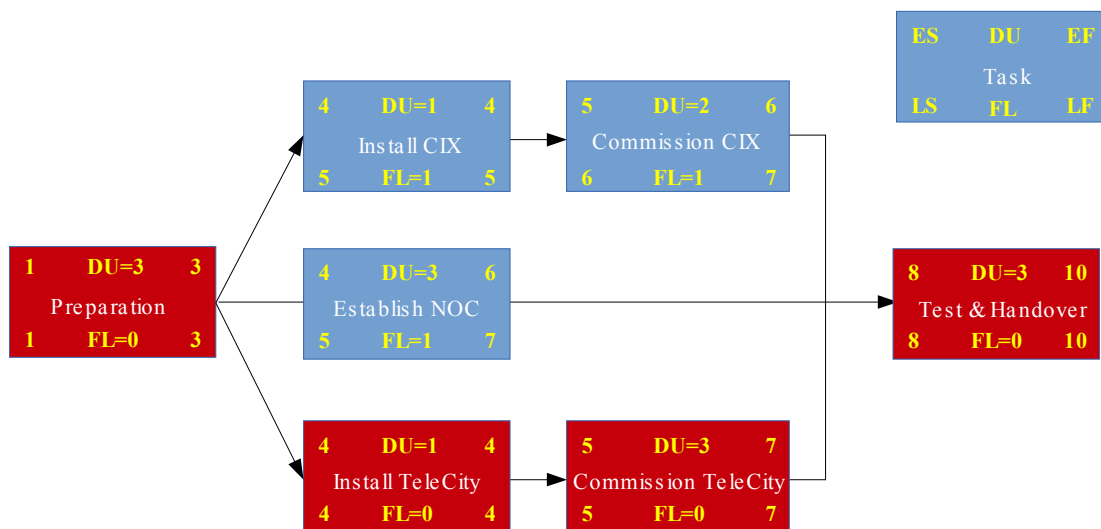 ES DU EF
Task
LS FL LF
4 DU=1 4
Install CIX
5 FL=1 5
5 DU=2 6
Commission CIX
6 FL=1 7
1 DU=3 3
Preparation
1 FL=0 3
4 DU=3 6
Establish NOC
5 FL=1 7
8 DU=3 10
Test & Handover
8 FL=0 10
4 DU=1 4
Install TeleCity
4 FL=0 4
5 DU=3 7
Commission TeleCity
5 FL=0 7